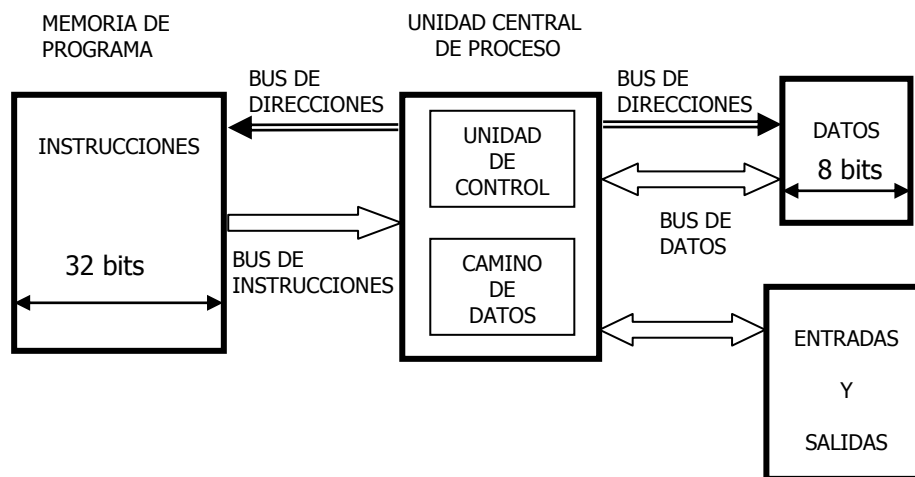 MEMORIA DE
PROGRAMA
UNIDAD CENTRAL
DE PROCESO
BUS DE
DIRECCIONES
BUS DE
DIRECCIONES
INSTRUCCIONES
UNIDAD
DE
CONTROL
DATOS
8 bits
BUS DE
DATOS
32 bits
BUS DE
INSTRUCCIONES
CAMINO
DE
DATOS
ENTRADAS
Y
SALIDAS